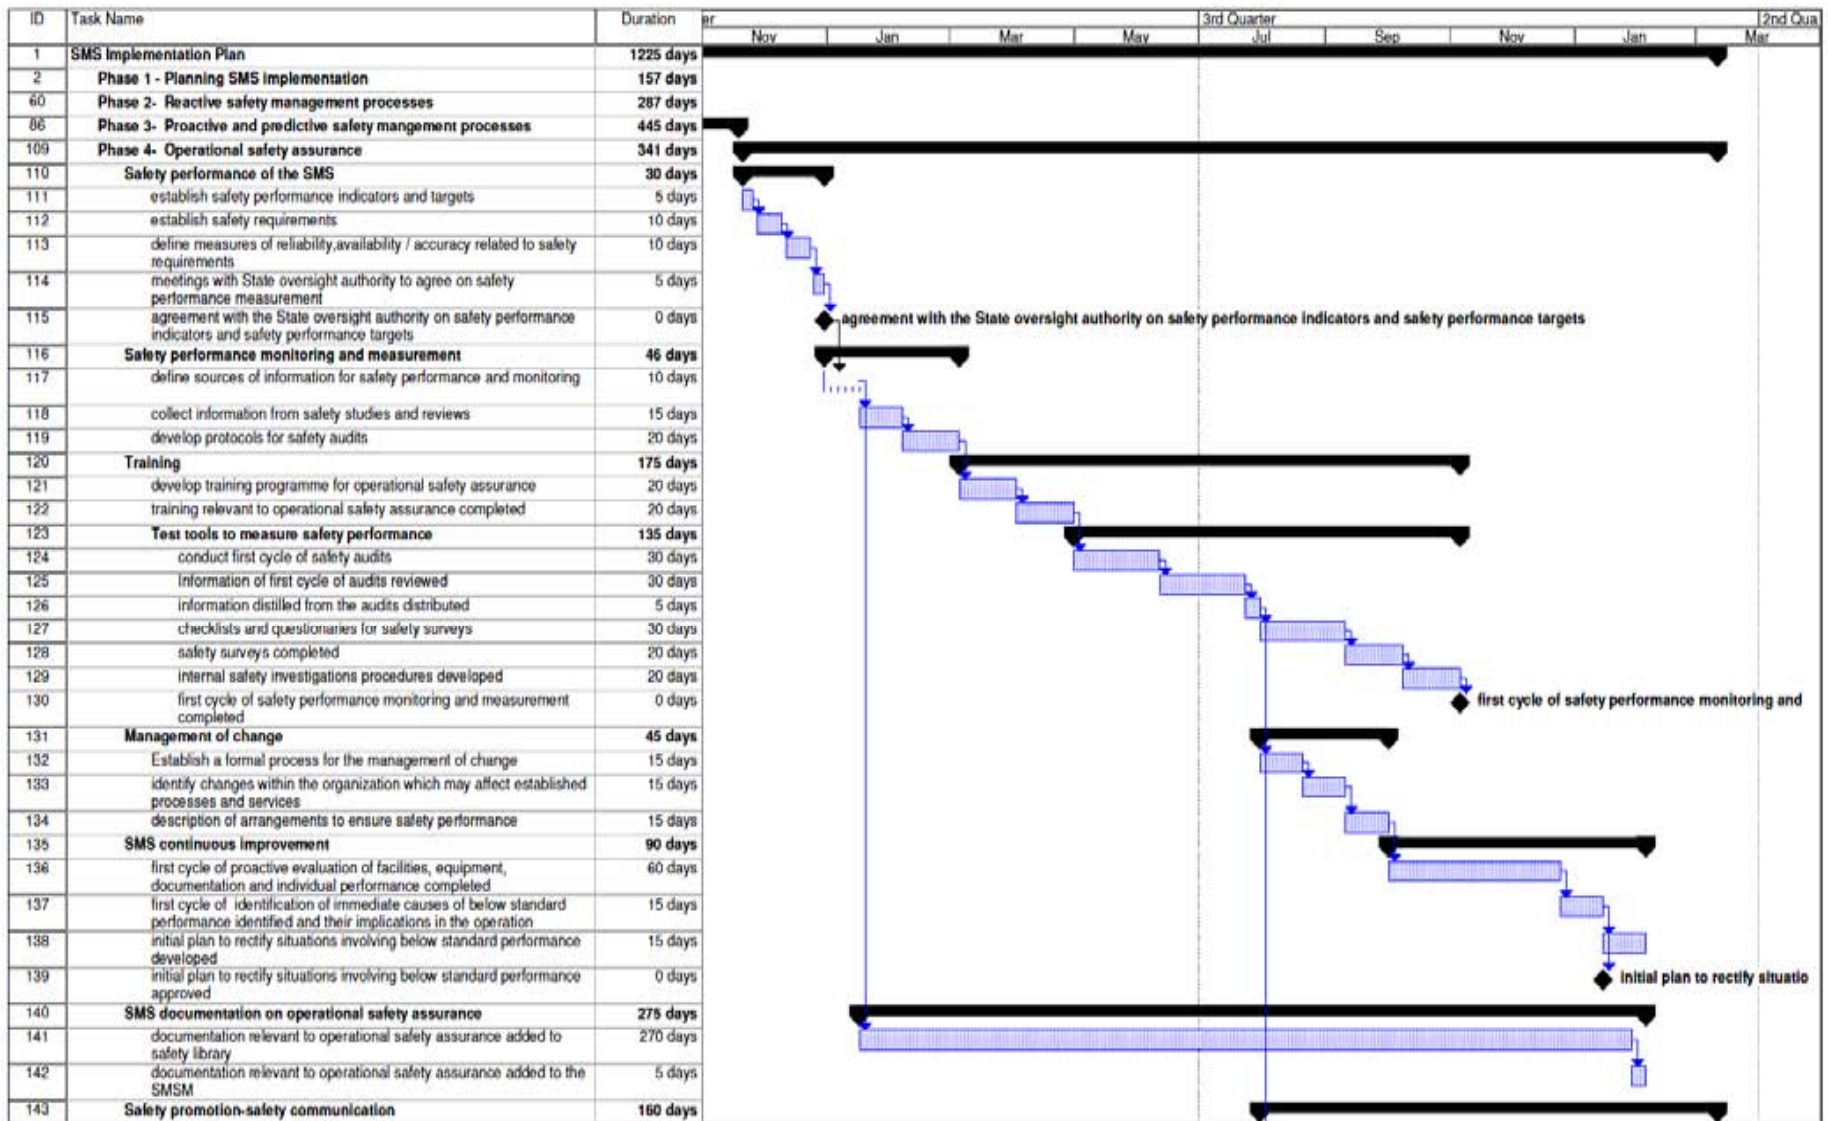 ID Task Name Duration er 3rd Quarter 2nd Qua
Nov Jan Mar May Jul Sep Nov Jan Mar
1 SMS Implementation Plan 1225 days
2 Phase 1 - Planning SMS implementation 157 days
60 Phase 2- Reactive safety management processes 287 days
86 Phase 3- Proactive and predictive safety mangement processes 445 days
109 Phase 4- Operational safety assurance 341 days
110 Safety performance of the SMS 30 days
111 establish safety performance indicators and targets 5 days
112 establish safety requirements 10 days
113 define measures of reliability,availability / accuracy related to safety 10 days
requirements
114 meetings with State oversight authority to agree on safety 5 days
performance measurement
115 agreement with the State oversight authority on safety performance 0 days agreement with the State oversight authority on safety performance indicators and safety performance targets
indicators and safety performance targets
116 Safety performance monitoring and measurement 46 days
117 define sources of information for safety performance and monitoring 10 days
118 collect information from safety studies and reviews 15 days
119 develop protocols for safety audits 20 days
120 Training 175 days
121 develop training programme for operational safety assurance 20 days
122 training relevant to operational safety assurance completed 20 days
123 Test tools to measure safety performance 135 days
124 conduct first cycle of safety audits 30 days
125 Information of first cycle of audits reviewed 30 days
126 information distilled from the audits distributed 5 days
127 checklists and questionaries for safety surveys 30 days
128 safety surveys completed 20 days
129 internal safety investigations procedures developed 20 days
130 first cycle of safety performance monitoring and measurement 0 days first cycle of safety performance monitoring and
completed
131 Management of change 45 days
132 Establish a formal process for the management of change 15 days
133 identify changes within the organization which may affect established 15 days
processes and services
134 description of arrangements to ensure safety performance 15 days
135 SMS continuous improvement 90 days
136 first cycle of proactive evaluation of facilities, equipment, 60 days
documentation and individual performance completed
137 first cycle of identification of immediate causes of below standard 15 days
performance identified and their implications in the operation
138 initial plan to rectify situations involving below standard performance 15 days
developed
139 initial plan to rectify situations involving below standard performance 0 days initial plan to rectify situatio
approved
140 SMS documentation on operational safety assurance 275 days
141 documentation relevant to operational safety assurance added to 270 days
safety library
142 documentation relevant to operational safety assurance added to the 5 days
SMSM
143 Safety promotion-safety communication 160 days